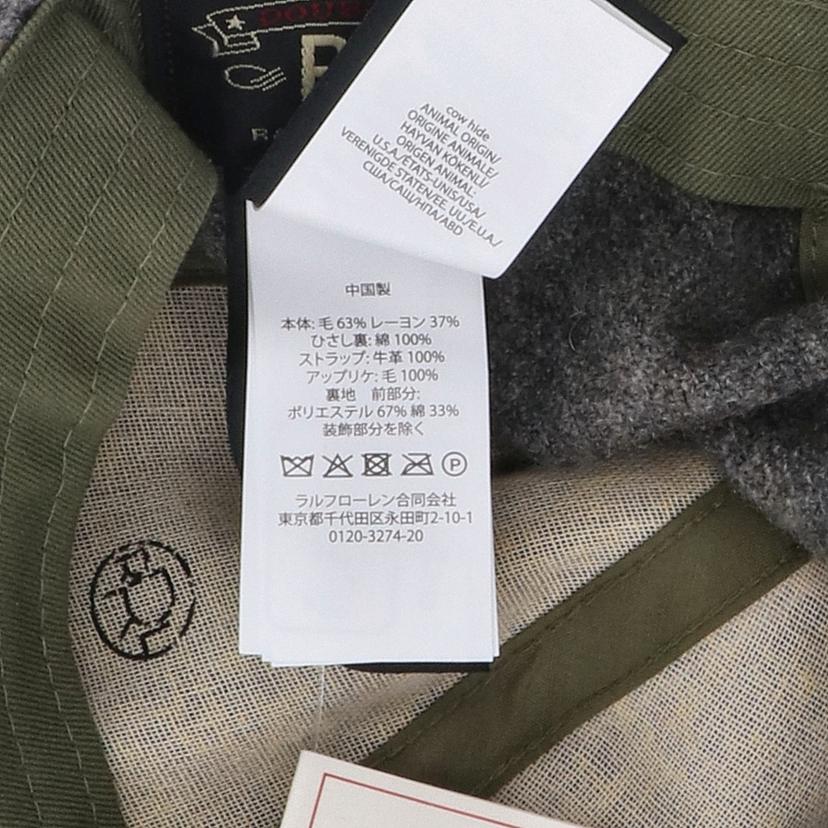 cow hide
ANIMAL ORIGIN/
ORIGINE ANIMALE/
HAYVAN KÖKENLI/
ORIGEN ANIMAL:
U.S.A/ÉTATS-UNIS/USA/
VERENIGDE STATEN/EE. UU/E.U.A./
США/САЩ/НПА/ABD
中国製
本体: 毛 63% レーヨン 37%
ひさし裏: 綿 100%
ストラップ: 牛革 100%
アップリケ: 毛 100%
裏地 前部分:
ポリエステル 67% 綿 33%
装飾部分を除く
P
ラルフローレン合同会社
東京都千代田区永田町2-10-1
0120-3274-20